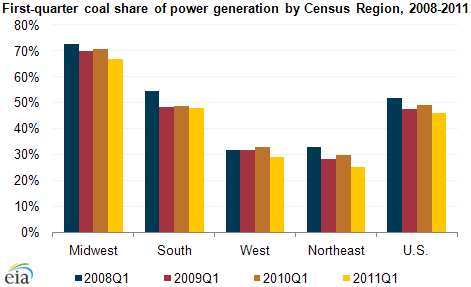 First-quarter coal share of power generation by Census Region, 2008-2011
80%
70%
60%
50%
40%
30%
20%
10%
0%
Midwest South West Northeast U.S.
eia
2008Q1 2009Q1 2010Q1 2011Q1